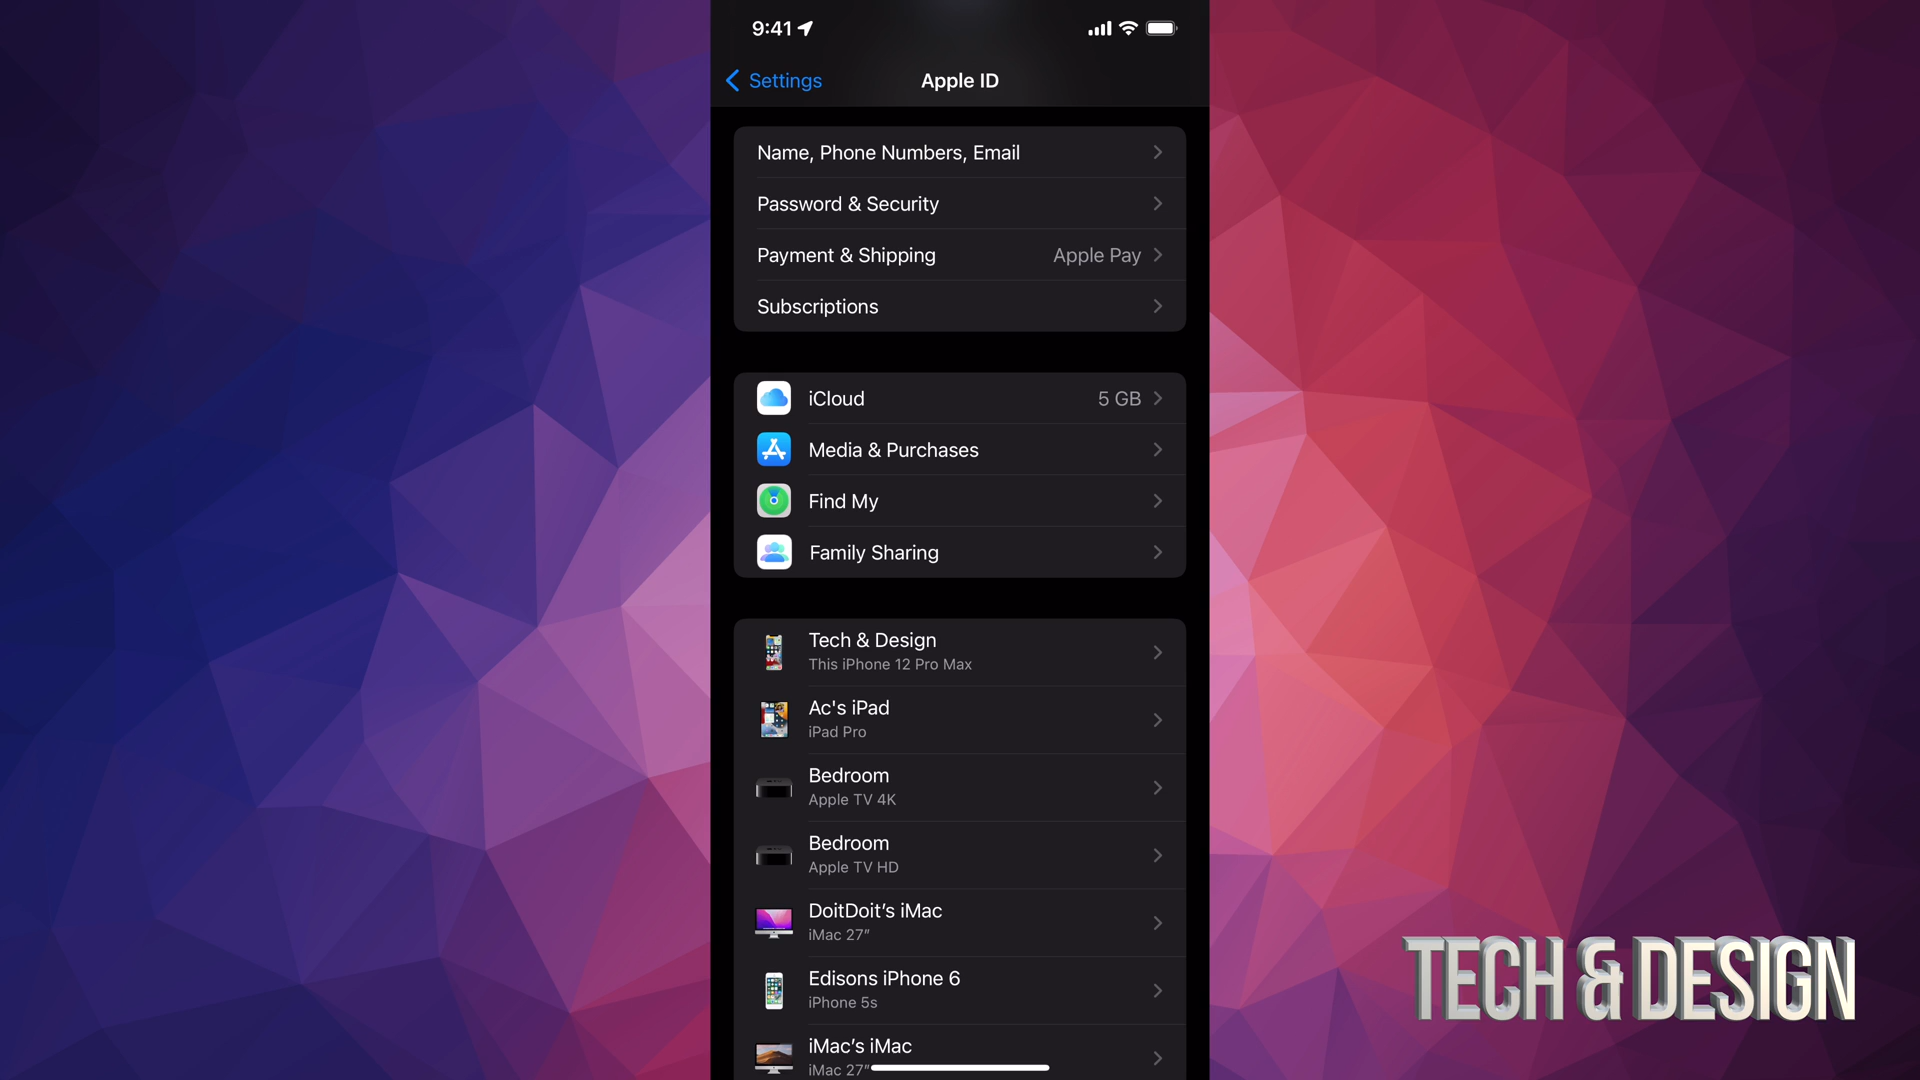 9:41
Settings
Apple ID
Name, Phone Numbers, Email
Password & Security
Payment & Shipping Apple Pay
Subscriptions
iCloud 5 GB
Media & Purchases
Find My
Family Sharing
Tech & Design
This iPhone 12 Pro Max
Ac's iPad
iPad Pro
Bedroom
Apple TV 4K
Bedroom
Apple TV HD
DoitDoit’s iMac
iMac 27”
Edisons iPhone 6
iPhone 5s
iMac’s iMac
iMac 27”
TECH & DESIGN